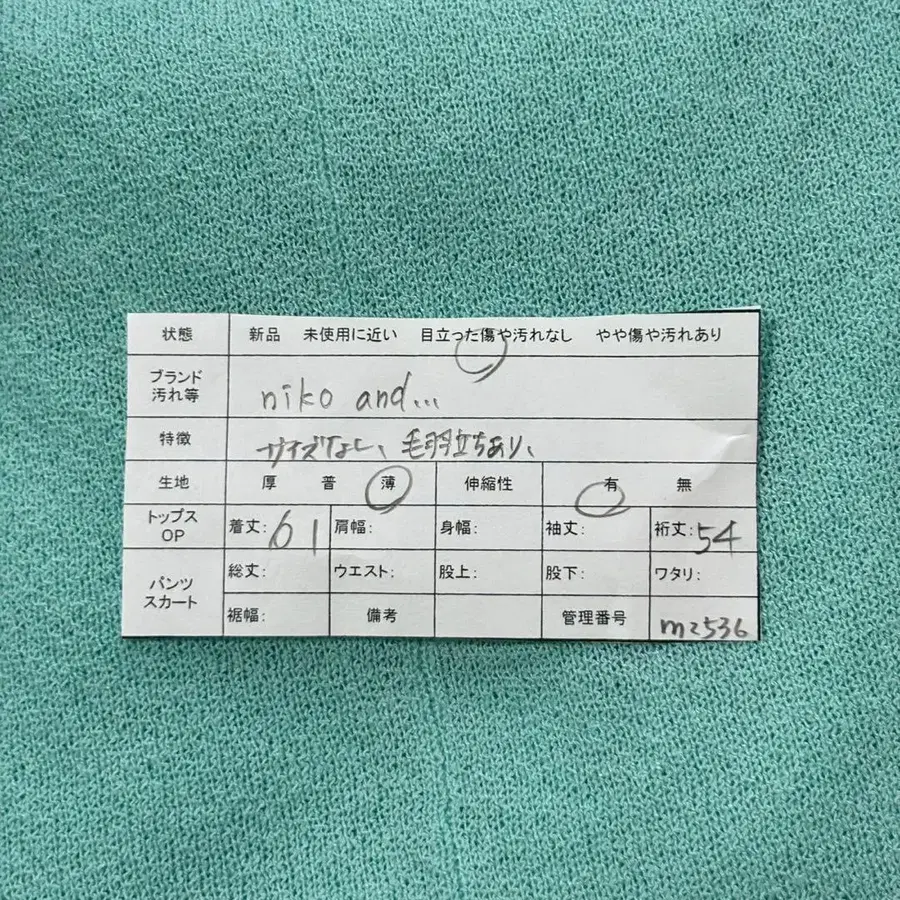 状態 新品 未使用に近い 目立った傷や汚れなし やや傷や汚れあり
ブランド
汚れ等
niko and...
特徴 サイズなし、毛羽立ちあり、
生地 厚 普 薄 伸縮性 有 無
トップス
OP
着丈:61 肩幅: 身幅: 袖丈: 裄丈:54
パンツ
スカート
総丈: ウエスト: 股上: 股下: ワタリ:
裾幅: 備考 管理番号 m2536